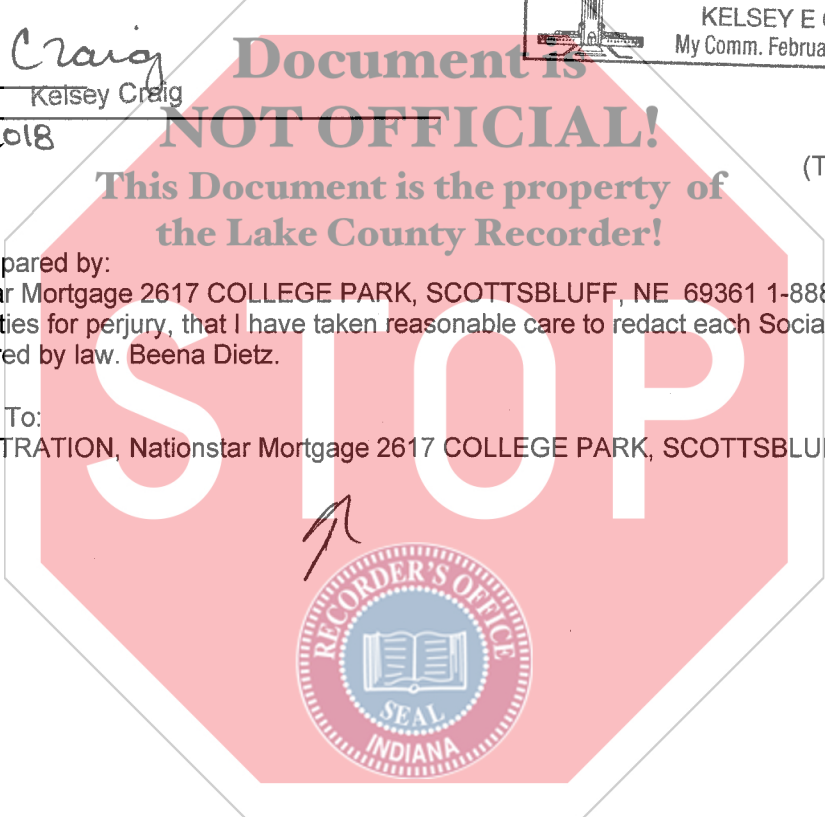 KELSEY E
My Comm. Februa
Craig
Kelsey Craig
2018
Document is
NOT OFFICIAL!
This Document is the property of
the Lake County Recorder!
(T
pared by:
r Mortgage 2617 COLLEGE PARK, SCOTTSBLUFF, NE 69361 1-888
ties for perjury, that I have taken reasonable care to redact each Socia
red by law. Beena Dietz.
To:
TRATION, Nationstar Mortgage 2617 COLLEGE PARK, SCOTTSBLU
STOP
RECORDER'S OFFICE
SEAL
INDIANA